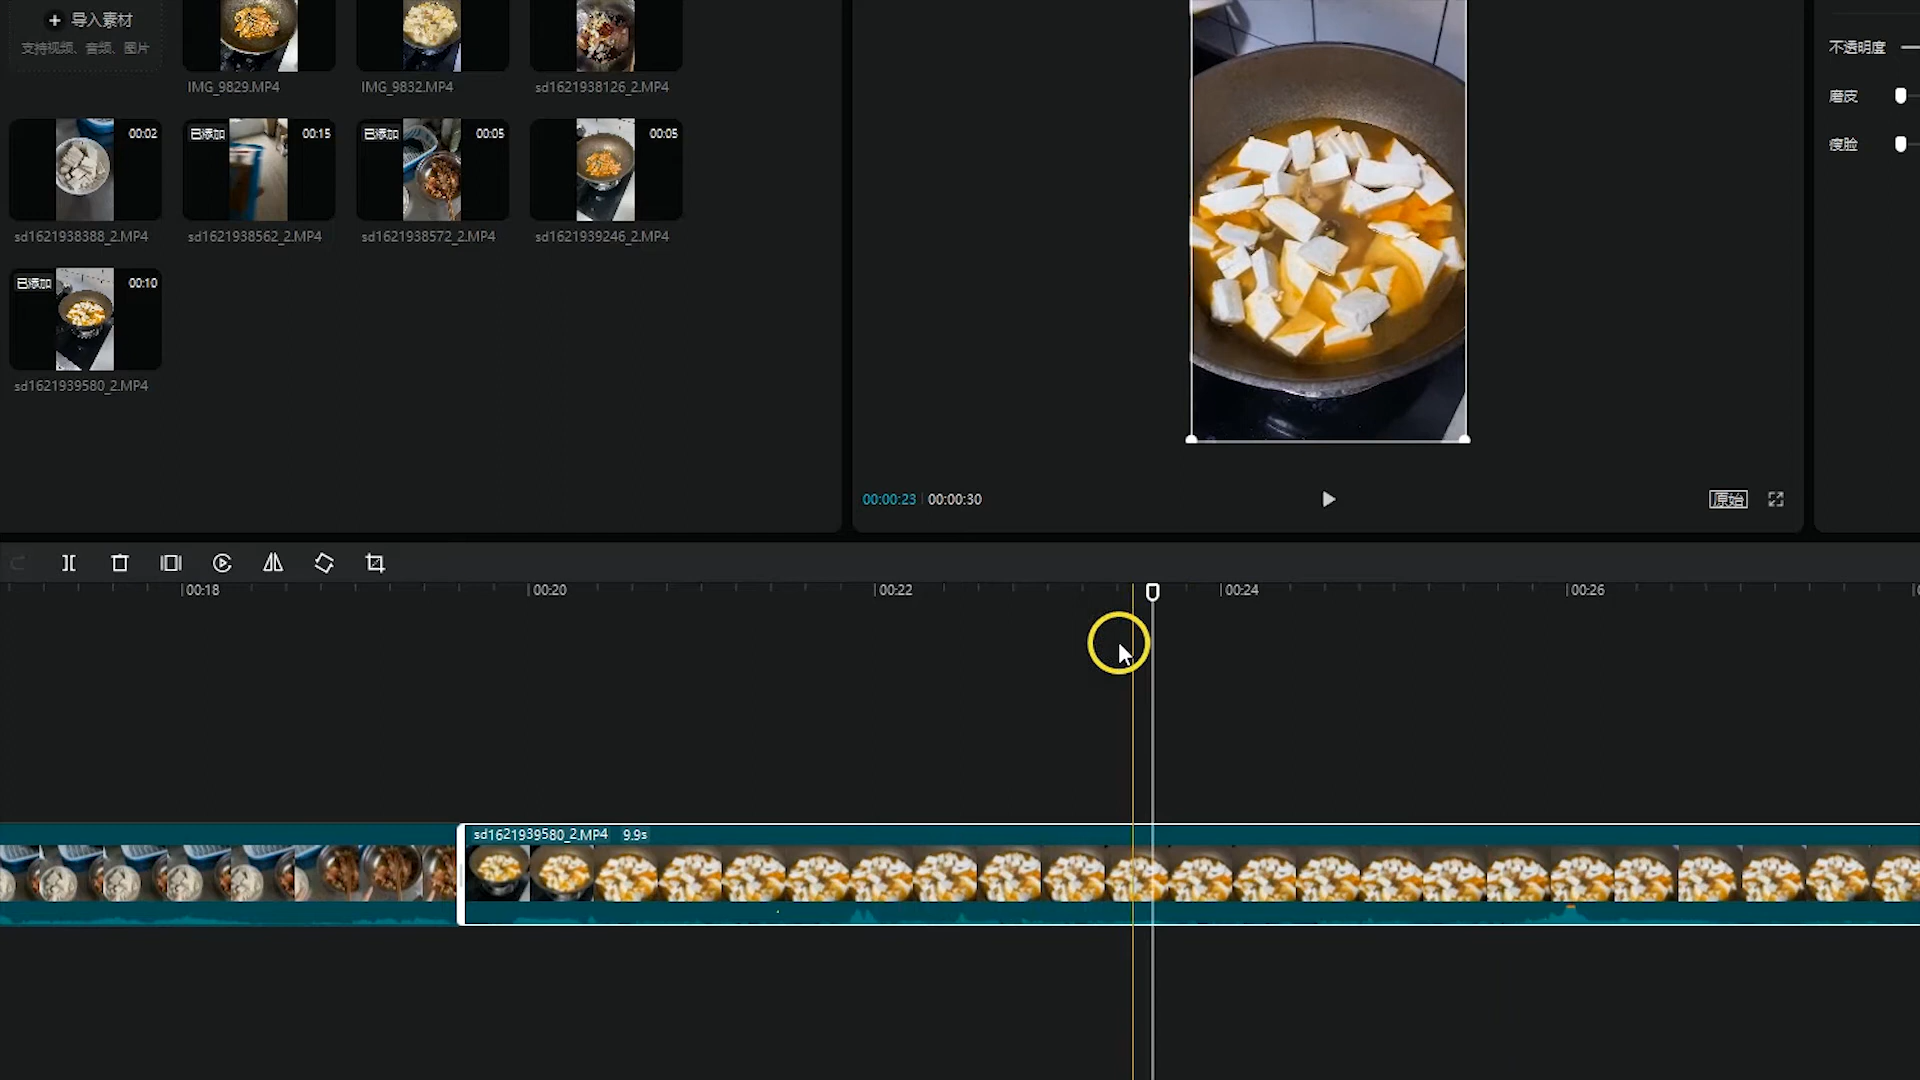 导入素材
支持视频、音频、图片
IMG_9829.MP4
IMG_9832.MP4
sd1621938126_2.MP4
00:02
已添加
00:15
已添加
00:05
00:05
sd1621938388_2.MP4
sd1621938562_2.MP4
sd1621938572_2.MP4
sd1621939246_2.MP4
已添加
00:10
sd1621939580_2.MP4
不透明度
磨皮
瘦脸
00:00:23
00:00:30
原始
00:18
00:20
00:22
00:24
00:26
sd1621939580_2.MP4 9.9s